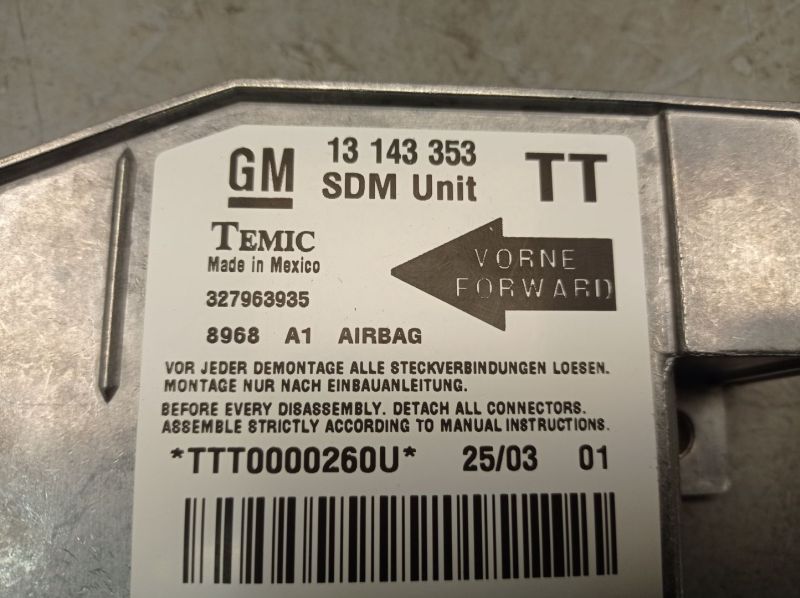 GM 13 143 353 TT
SDM Unit
TEMIC
Made in Mexico
VORNE
FORWARD
327963935
8968 A1 AIRBAG
VOR JEDER DEMONTAGE ALLE STECKVERBINDUNGEN LOESEN.
MONTAGE NUR NACH EINBAUANLEITUNG.
BEFORE EVERY DISASSEMBLY. DETACH ALL CONNECTORS.
ASSEMBLE STRICTLY ACCORDING TO MANUAL INSTRUCTIONS.
*TTT0000260U* 25/03 01